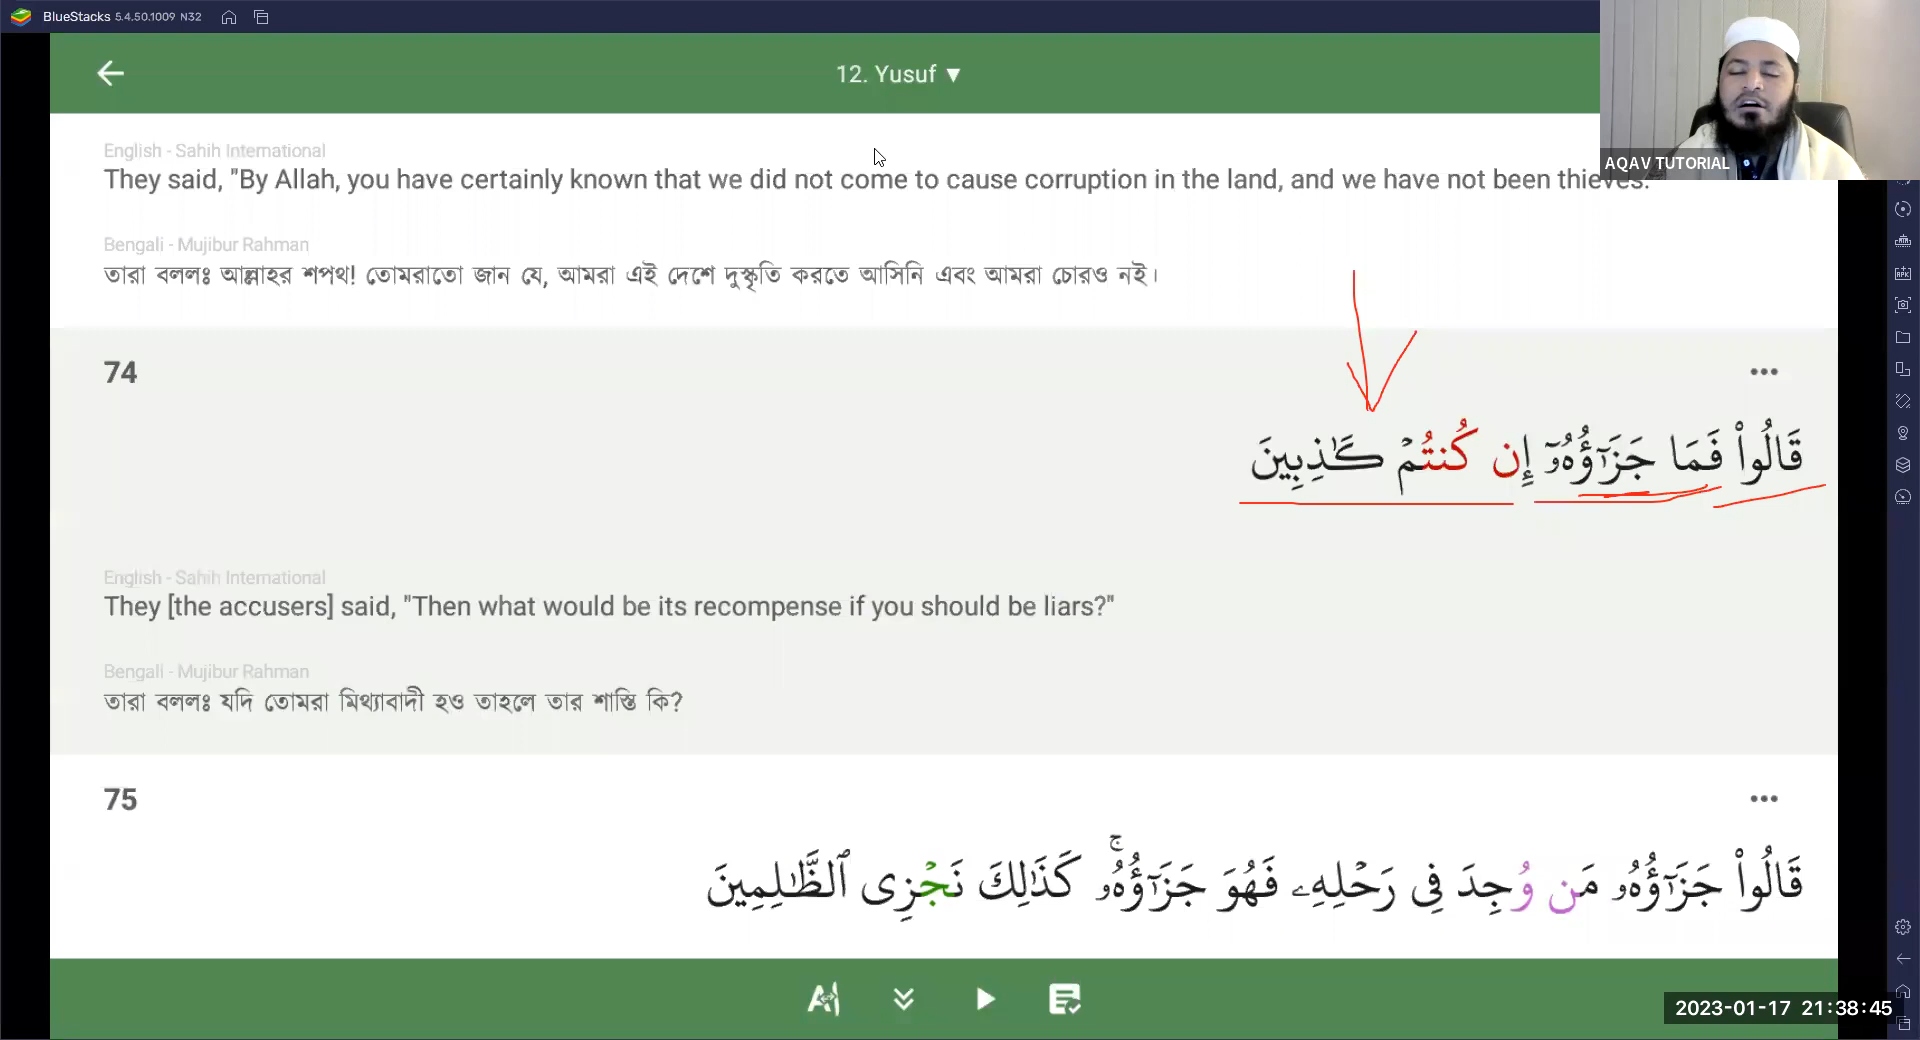 BlueStacks 5.4.50.1009 N32
12. Yusuf ▼
AQAV TUTORIAL
English - Sahih International
They said, "By Allah, you have certainly known that we did not come to cause corruption in the land, and we have not been thieves."
Bengali - Mujibur Rahman
তারা বললঃ আল্লাহর শপথ! তোমরাতো জান যে, আমরা এই দেশে দুস্কৃতি করতে আসিনি এবং আমরা চোরও নই।
74
قَالُوا۟ فَمَا جَزَٰٓؤُهُۥٓ إِن كُنتُمْ كَـٰذِبِينَ
English - Sahih International
They [the accusers] said, "Then what would be its recompense if you should be liars?"
Bengali - Mujibur Rahman
তারা বললঃ যদি তোমরা মিথ্যাবাদী হও তাহলে তার শাস্তি কি?
75
قَالُوا۟ جَزَٰٓؤُهُۥ مَن وُجِدَ فِى رَحْلِهِۦ فَهُوَ جَزَٰٓؤُهُۥ ۚ كَذَٰلِكَ نَجْزِى ٱلظَّـٰلِمِينَ
2023-01-17 21:38:45